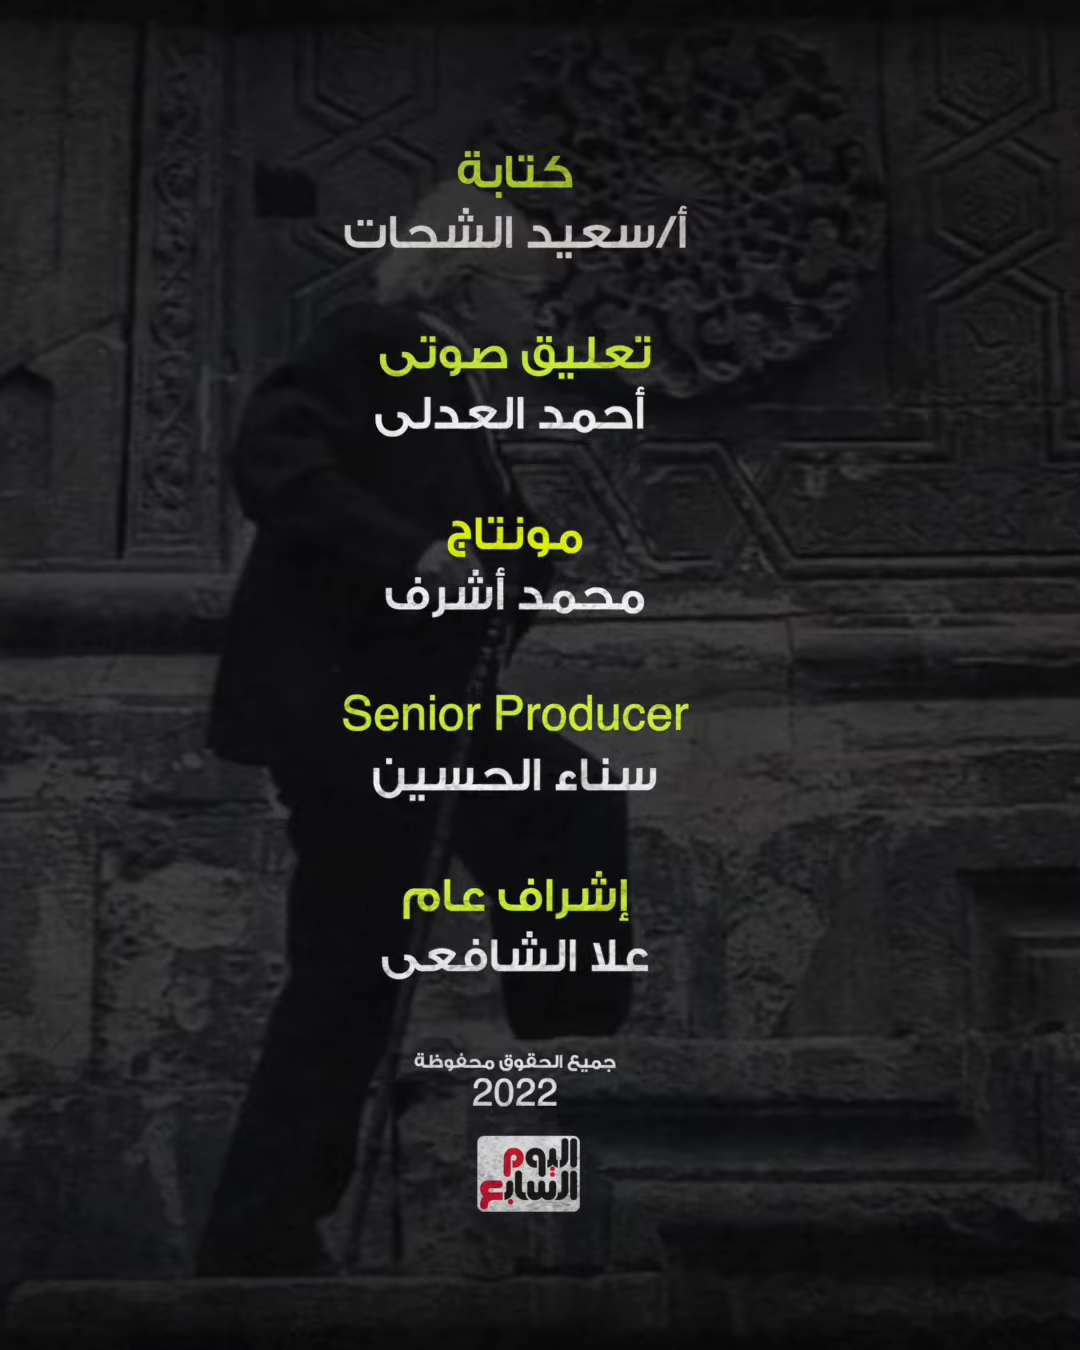 كتابة
أ/سعيد الشحات
تعليق صوتى
أحمد العدلى
مونتاج
محمد أشرف
Senior Producer
سناء الحسين
إشراف عام
علا الشافعى
جميع الحقوق محفوظة
2022
اليوم
السابع